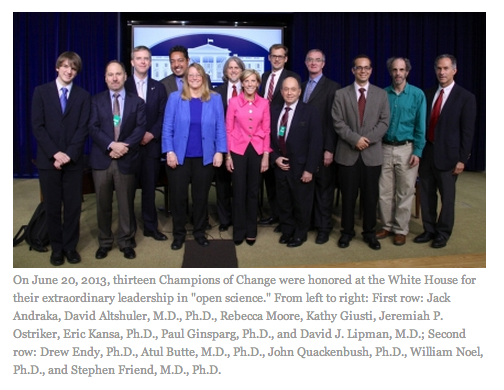 On June 20, 2013, thirteen Champions of Change were honored at the White House for
their extraordinary leadership in "open science." From left to right: First row: Jack
Andraka, David Altshuler, M.D., Ph.D., Rebecca Moore, Kathy Giusti, Jeremiah P.
Ostriker, Eric Kansa, Ph.D., Paul Ginsparg, Ph.D., and David J. Lipman, M.D.; Second
row: Drew Endy, Ph.D., Atul Butte, M.D., Ph.D., John Quackenbush, Ph.D., William Noel,
Ph.D., and Stephen Friend, M.D., Ph.D.